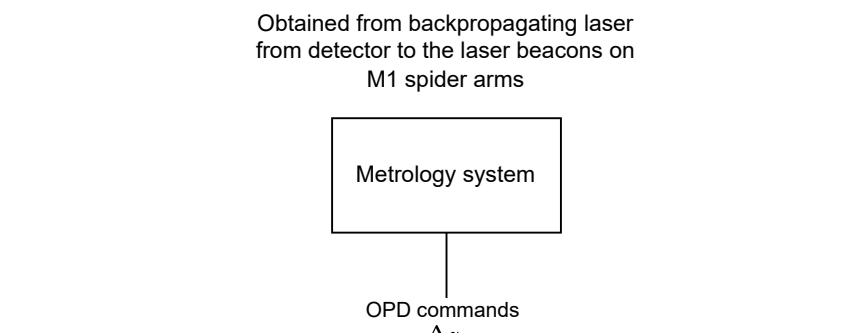 Obtained from backpropagating laser
from detector to the laser beacons on
M1 spider arms
Metrology system
OPD commands